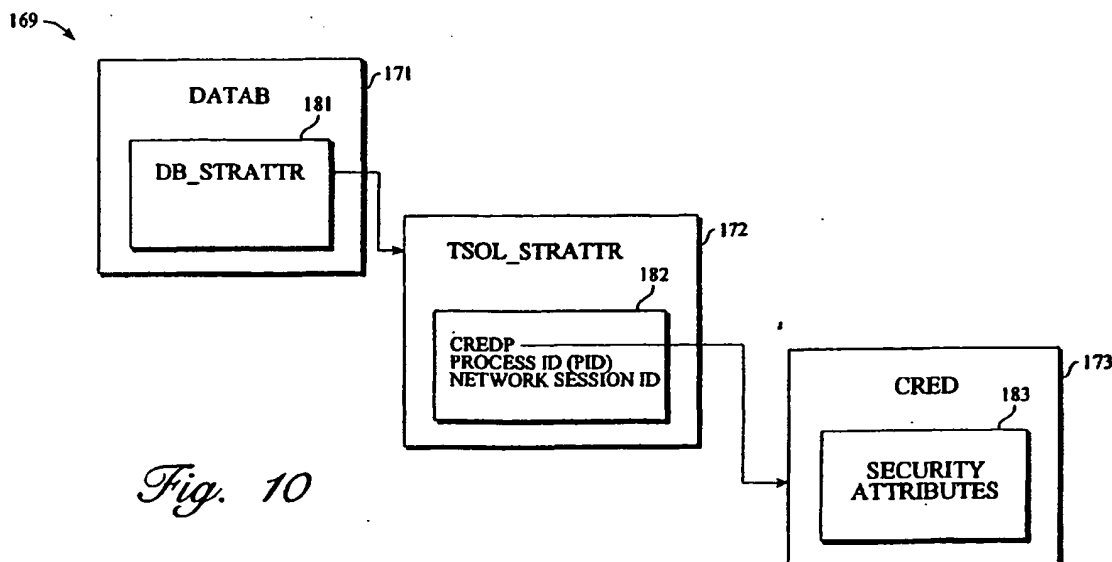 169
171
DATAB
181
DB_STRATTR
172
TSOL_STRATTR
182
CREDP
PROCESS ID (PID)
NETWORK SESSION ID
173
CRED
183
SECURITY
ATTRIBUTES
Fig. 10